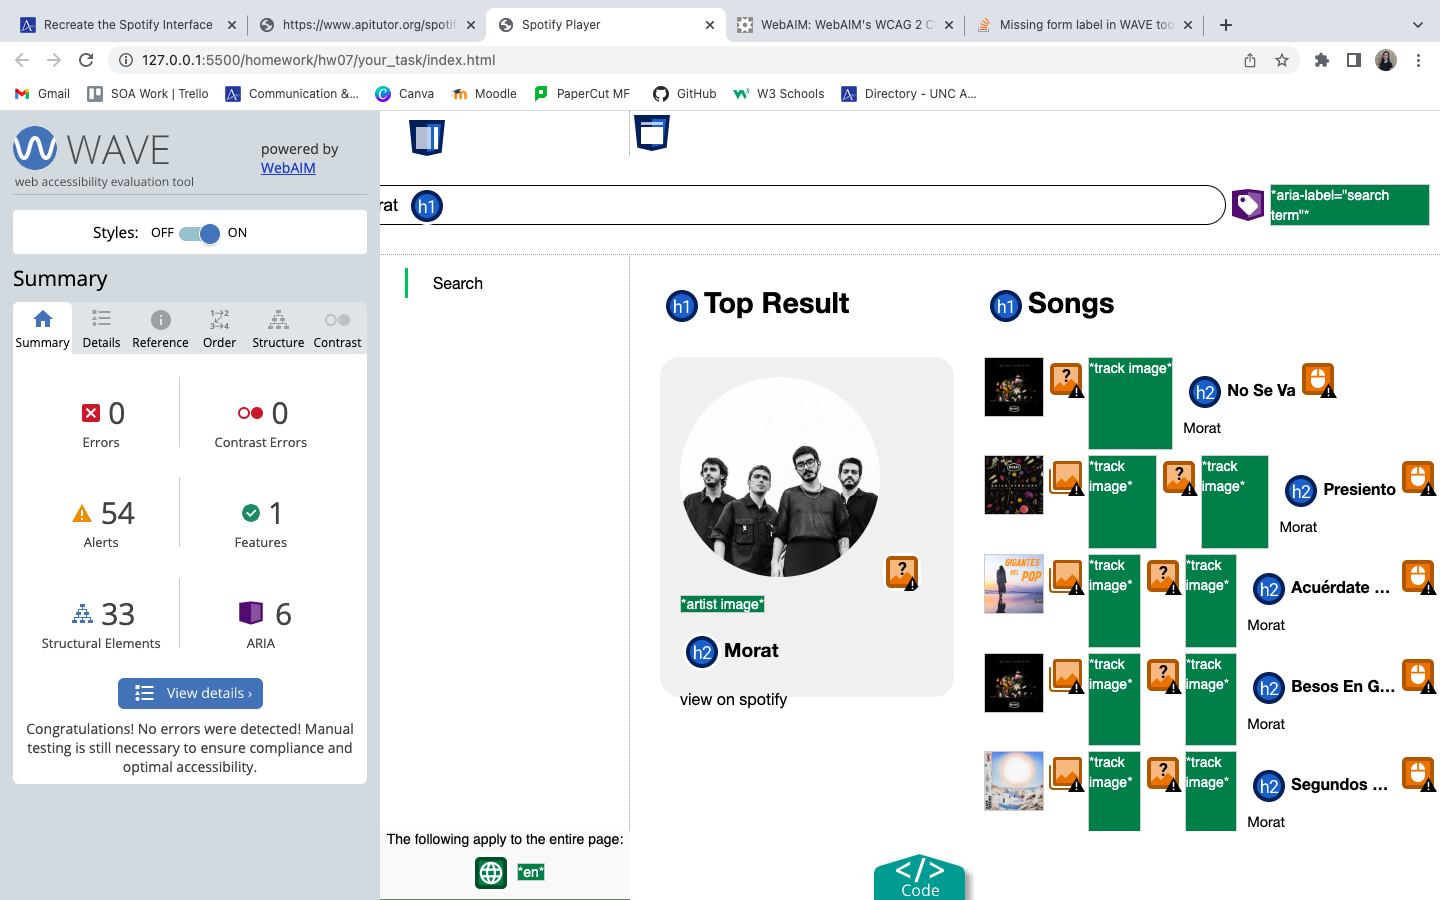 Recreate the Spotify Interface
https://www.apitutor.org/spotif
Spotify Player
WebAIM: WebAIM's WCAG 2 C
Missing form label in WAVE too
127.0.0.1:5500/homework/hw07/your_task/index.html
Gmail
SOA Work | Trello
Communication &...
Canva
Moodle
PaperCut MF
GitHub
W3 Schools
Directory - UNC A...
WAVE
web accessibility evaluation tool
powered by
WebAIM
Styles: OFF ON
Summary
Summary Details Reference Order Structure Contrast
0 Errors
0 Contrast Errors
54 Alerts
1 Features
33 Structural Elements
6 ARIA
View details ›
Congratulations! No errors were detected! Manual
testing is still necessary to ensure compliance and
optimal accessibility.
rat h1
*aria-label="search
term"*
Search
The following apply to the entire page:
*en*
h1 Top Result
*artist image*
h2 Morat
view on spotify
h1 Songs
*track image*
h2 No Se Va
Morat
*track
image*
*track
image*
h2 Presiento
Morat
*track
image*
*track
image*
h2 Acuérdate ...
Morat
*track
image*
*track
image*
h2 Besos En G...
Morat
*track
image*
*track
image*
h2 Segundos ...
Morat
</>
Code